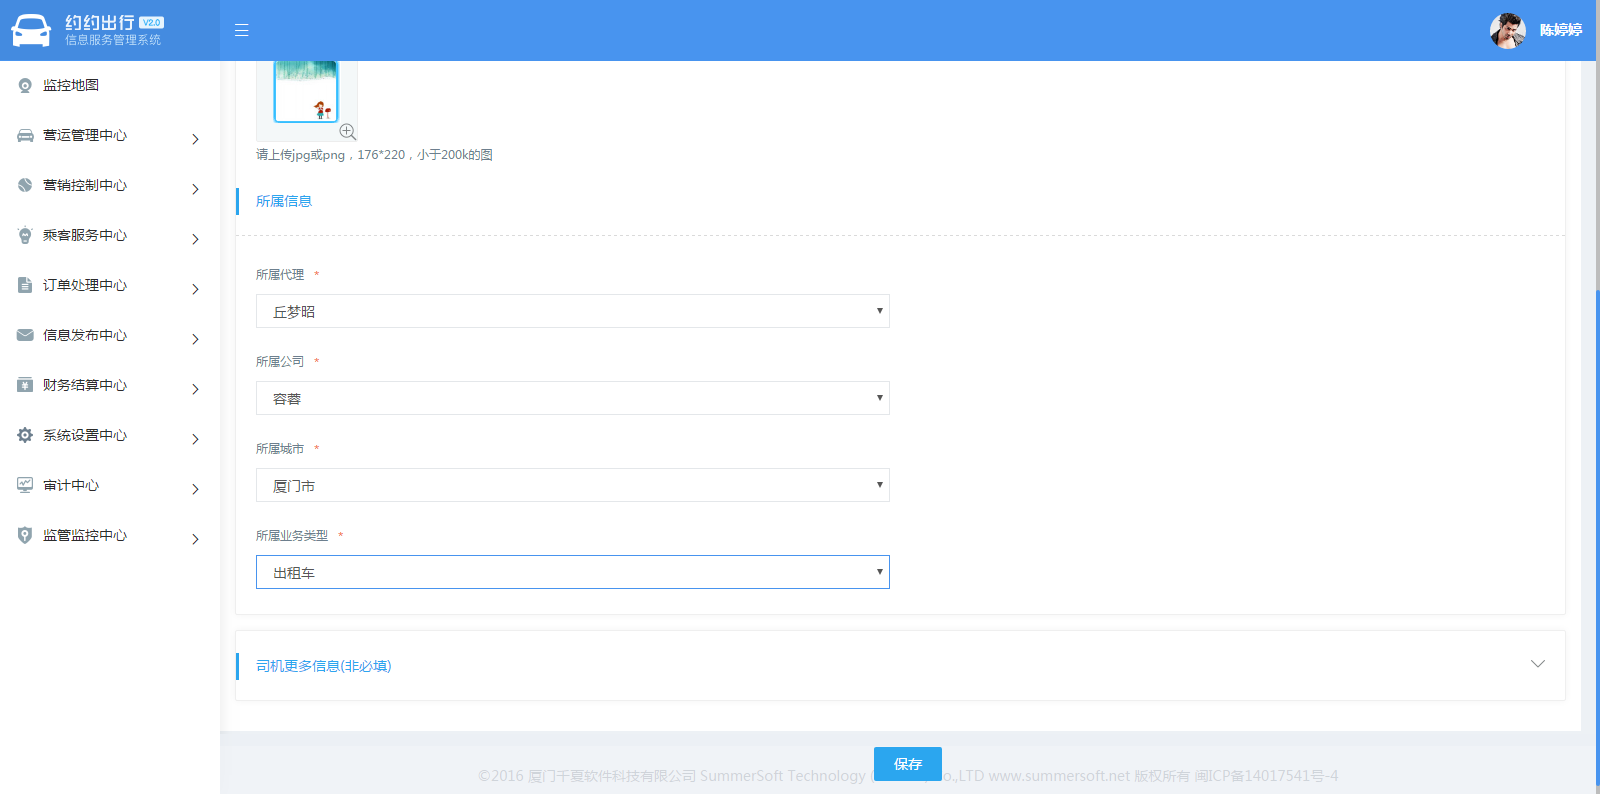 约约出行 V2.0
信息服务管理系统
陈婷婷
监控地图
营运管理中心
营销控制中心
乘客服务中心
订单处理中心
信息发布中心
财务结算中心
系统设置中心
审计中心
监管监控中心
请上传jpg或png，176*220，小于200k的图
所属信息
所属代理 *
丘梦昭
所属公司 *
容蓉
所属城市 *
厦门市
所属业务类型 *
出租车
司机更多信息(非必填)
保存
©2016 厦门千夏软件科技有限公司 SummerSoft Technology ( o.,LTD www.summersoft.net 版权所有 闽ICP备14017541号-4